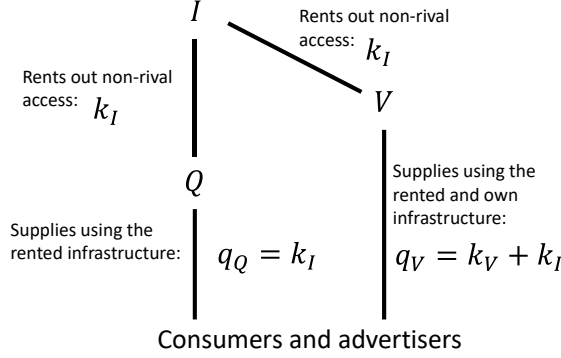 I
Rents out non-rival
access: k_I
Rents out non-rival
access: k_I
V
Q
Supplies using the
rented infrastructure:
q_Q = k_I
Supplies using the
rented and own
infrastructure:
q_V = k_V + k_I
Consumers and advertisers